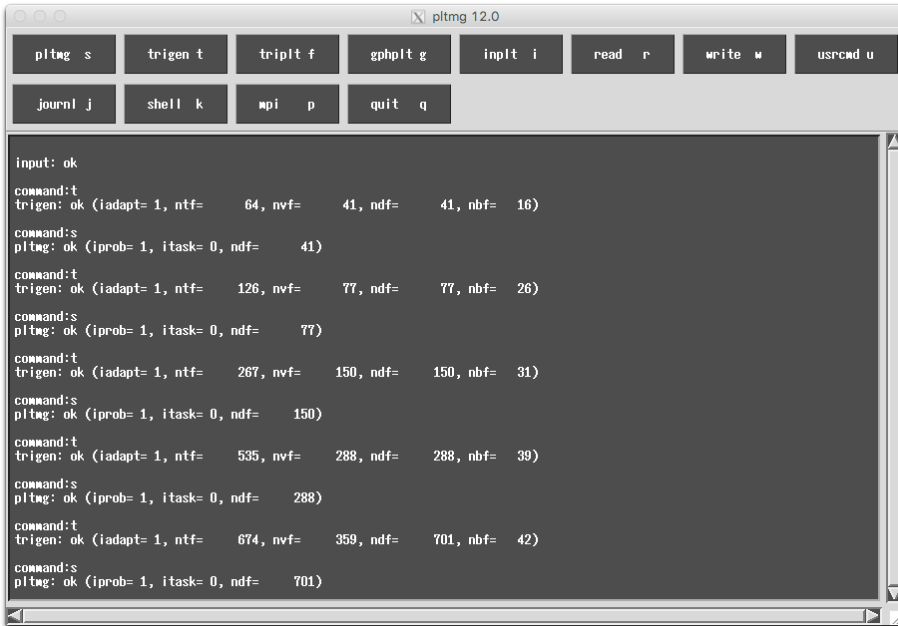 X pltmg 12.0
pltmg s trigen t triplt f gphplt g inplt i read r write w usrcmd u
journl j shell k mpi p quit q
input: ok
command:t
trigen: ok (iadapt= 1, ntf= 64, nvf= 41, ndf= 41, nbf= 16)
command:s
pltmg: ok (iprob= 1, itask= 0, ndf= 41)
command:t
trigen: ok (iadapt= 1, ntf= 126, nvf= 77, ndf= 77, nbf= 26)
command:s
pltmg: ok (iprob= 1, itask= 0, ndf= 77)
command:t
trigen: ok (iadapt= 1, ntf= 267, nvf= 150, ndf= 150, nbf= 31)
command:s
pltmg: ok (iprob= 1, itask= 0, ndf= 150)
command:t
trigen: ok (iadapt= 1, ntf= 535, nvf= 288, ndf= 288, nbf= 39)
command:s
pltmg: ok (iprob= 1, itask= 0, ndf= 288)
command:t
trigen: ok (iadapt= 1, ntf= 674, nvf= 359, ndf= 701, nbf= 42)
command:s
pltmg: ok (iprob= 1, itask= 0, ndf= 701)